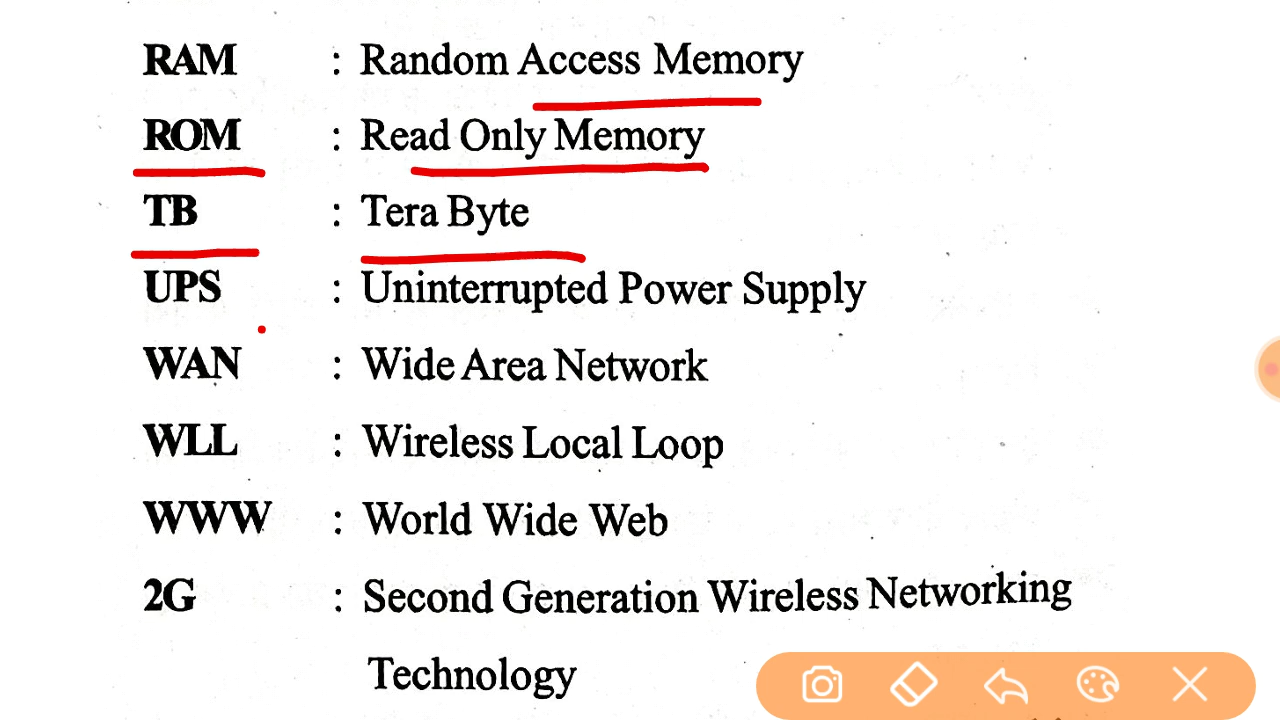 RAM : Random Access Memory
ROM : Read Only Memory
TB : Tera Byte
UPS : Uninterrupted Power Supply
WAN : Wide Area Network
WLL : Wireless Local Loop
WWW : World Wide Web
2G : Second Generation Wireless Networking
Technology